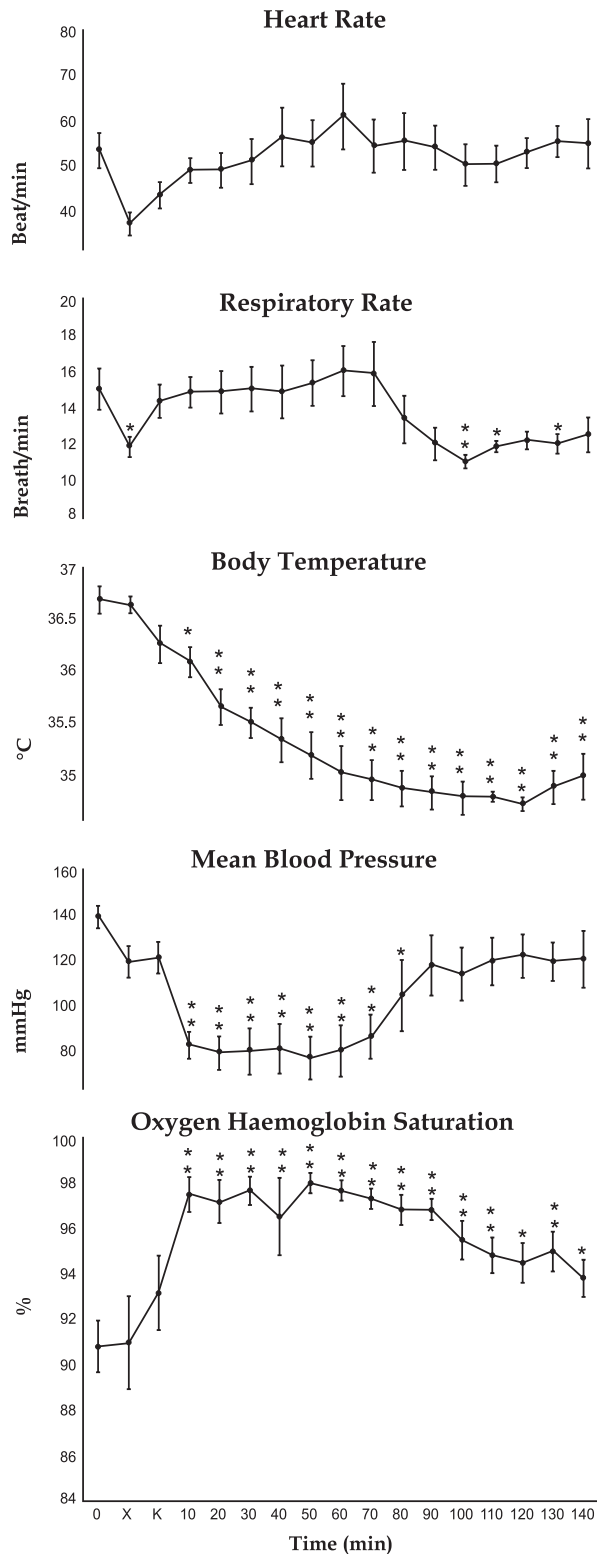 Heart Rate
80
70
60
50
40
Beat/min
Respiratory Rate
20
18
16
14
12
10
8
Breath/min
*
*
*
*
*
Body Temperature
37
36.5
36
35.5
35
°C
*
* * * * * * * * * * * * *
* * * * * * * * * * * * *
Mean Blood Pressure
160
140
120
100
80
mmHg
*
* * * * * * *
* * * * * * *
Oxygen Haemoglobin Saturation
100
98
96
94
92
90
88
86
84
%
* * * * * * * * * * * * *
* * * * * * * * * * * * * *
0 X K 10 20 30 40 50 60 70 80 90 100 110 120 130 140
Time (min)